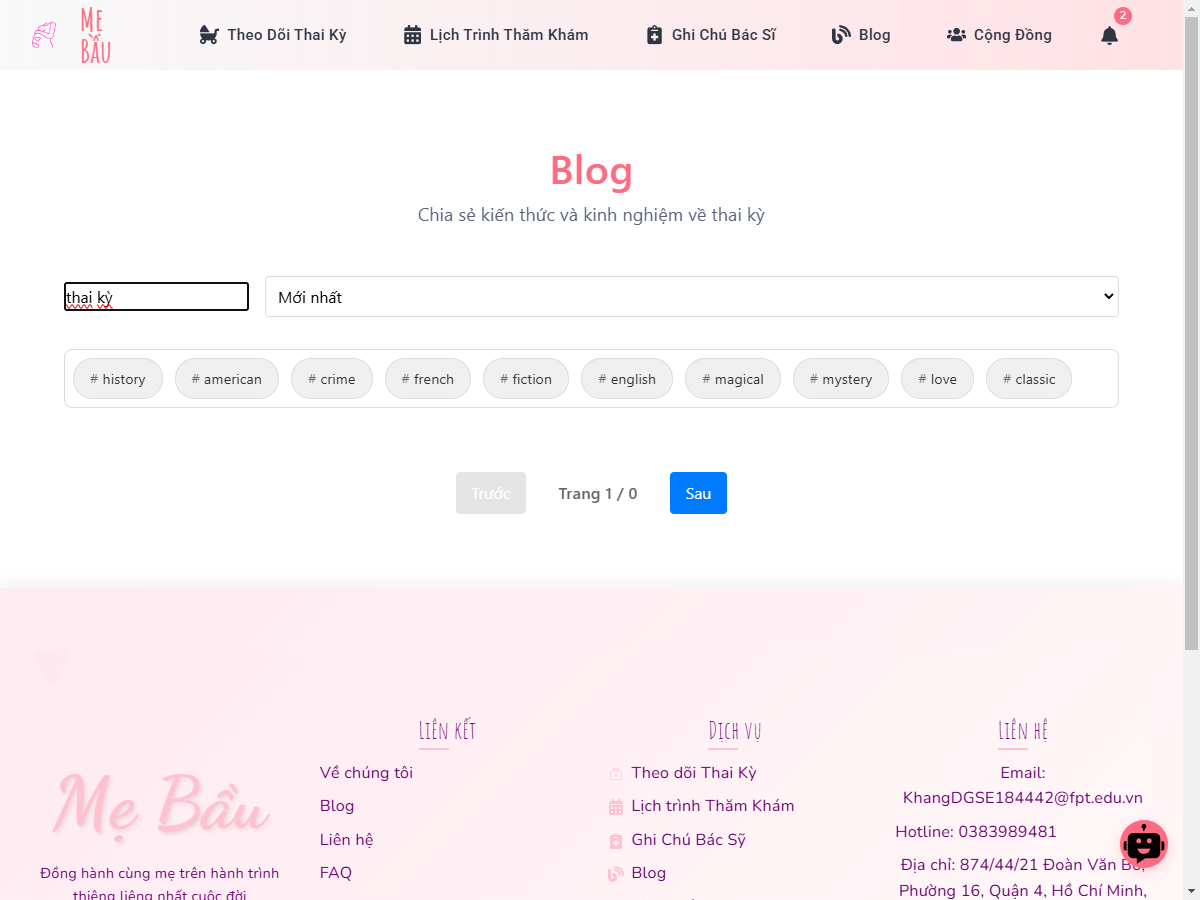 Mẹ
Bầu
Theo Dõi Thai Kỳ
Lịch Trình Thăm Khám
Ghi Chú Bác Sĩ
Blog
Cộng Đồng
2
Blog
Chia sẻ kiến thức và kinh nghiệm về thai kỳ
thai kỳ
Mới nhất
# history
# american
# crime
# french
# fiction
# english
# magical
# mystery
# love
# classic
Trước
Trang 1 / 0
Sau
Mẹ Bầu
Đồng hành cùng mẹ trên hành trình
thiêng liêng nhất cuộc đời
Liên kết
Về chúng tôi
Blog
Liên hệ
FAQ
Dịch vụ
Theo dõi Thai Kỳ
Lịch trình Thăm Khám
Ghi Chú Bác Sỹ
Blog
Liên hệ
Email:
KhangDGSE184442@fpt.edu.vn
Hotline: 0383989481
Địa chỉ: 874/44/21 Đoàn Văn Bơ,
Phường 16, Quận 4, Hồ Chí Minh,